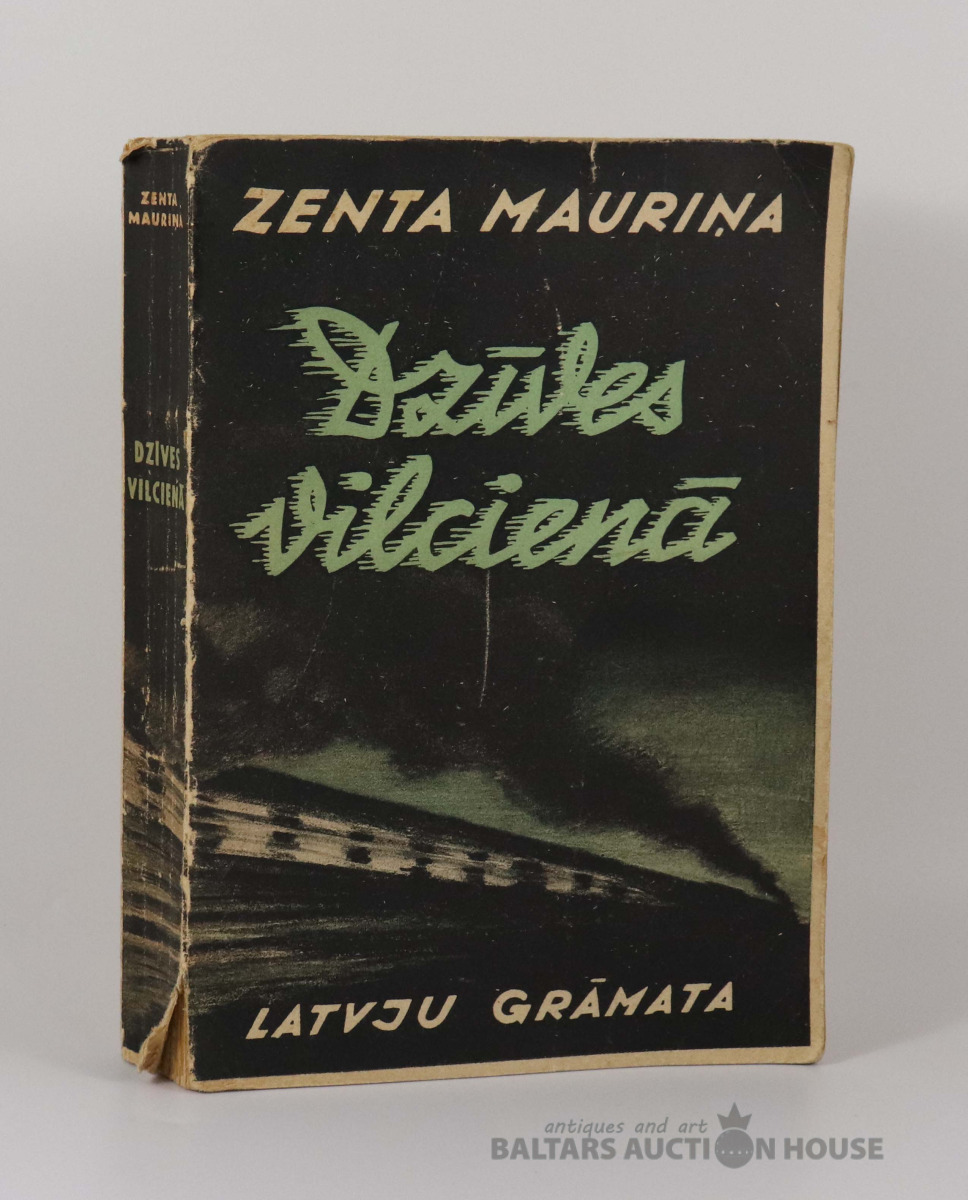 ZENTA
MAURIŅA
DZĪVES
VILCIENĀ
ZENTA MAURIŅA
Dzīves
vilcienā
LATVJU GRĀMATA
antiques and art
BALTARS AUCTION HOUSE